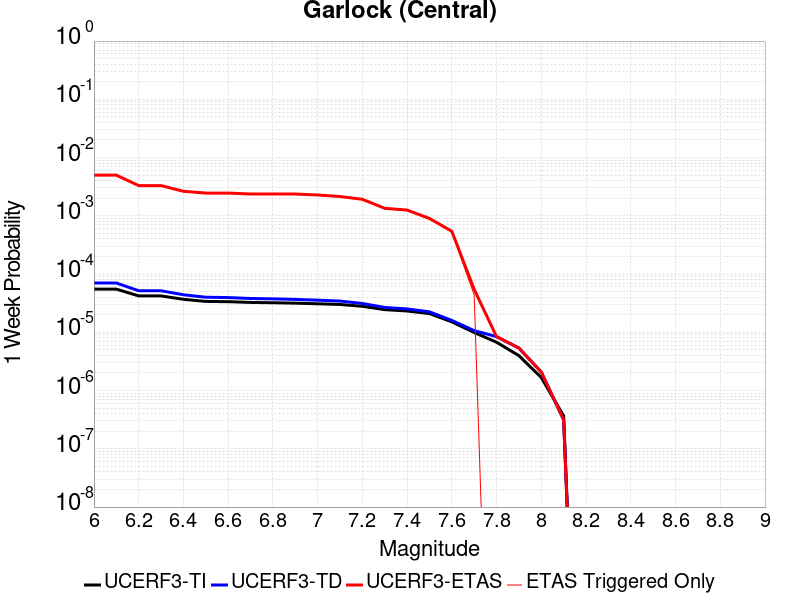 Garlock (Central)
10^0
10^-1
10^-2
10^-3
10^-4
10^-5
10^-6
10^-7
10^-8
1 Week Probability
6 6.2 6.4 6.6 6.8 7 7.2 7.4 7.6 7.8 8 8.2 8.4 8.6 8.8 9
Magnitude
UCERF3-TI UCERF3-TD UCERF3-ETAS ETAS Triggered Only